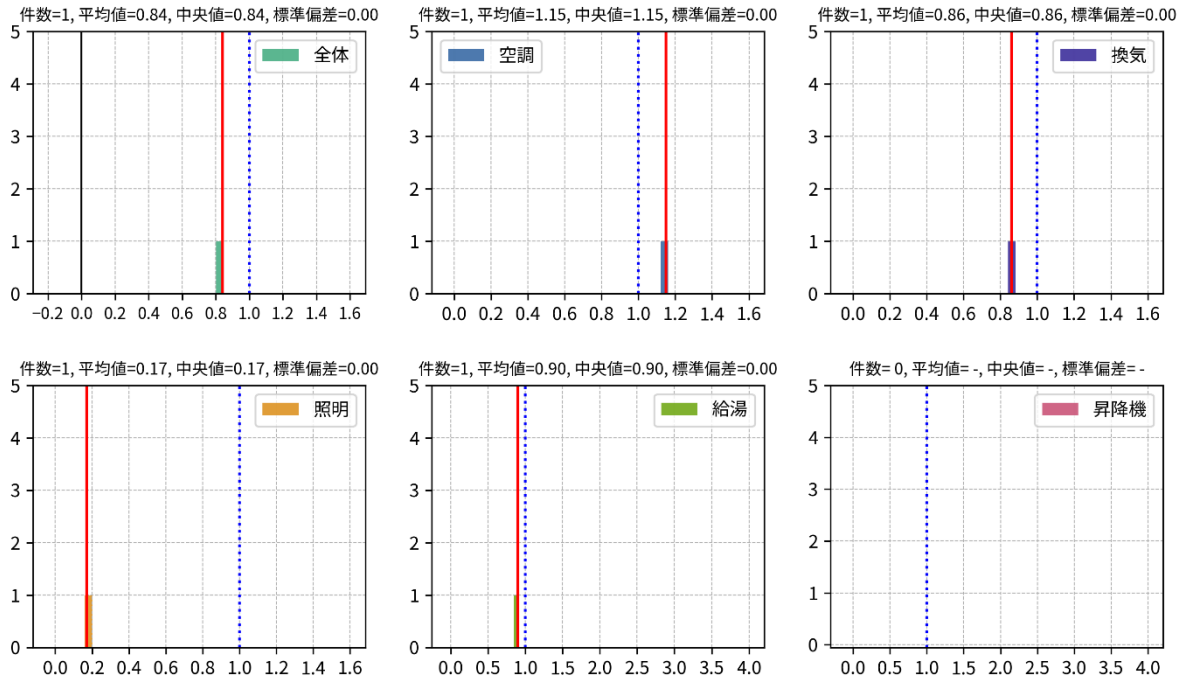 件数=1, 平均値=0.84, 中央値=0.84, 標準偏差=0.00
5
4
3
2
1
0
全体
−0.2 0.0 0.2 0.4 0.6 0.8 1.0 1.2 1.4 1.6
件数=1, 平均値=1.15, 中央値=1.15, 標準偏差=0.00
5
4
3
2
1
0
空調
0.0 0.2 0.4 0.6 0.8 1.0 1.2 1.4 1.6
件数=1, 平均値=0.86, 中央値=0.86, 標準偏差=0.00
5
4
3
2
1
0
換気
0.0 0.2 0.4 0.6 0.8 1.0 1.2 1.4 1.6
件数=1, 平均値=0.17, 中央値=0.17, 標準偏差=0.00
5
4
3
2
1
0
照明
0.0 0.2 0.4 0.6 0.8 1.0 1.2 1.4 1.6
件数=1, 平均値=0.90, 中央値=0.90, 標準偏差=0.00
5
4
3
2
1
0
給湯
0.0 0.5 1.0 1.5 2.0 2.5 3.0 3.5 4.0
件数= 0, 平均値= -, 中央値= -, 標準偏差= -
5
4
3
2
1
0
昇降機
0.0 0.5 1.0 1.5 2.0 2.5 3.0 3.5 4.0